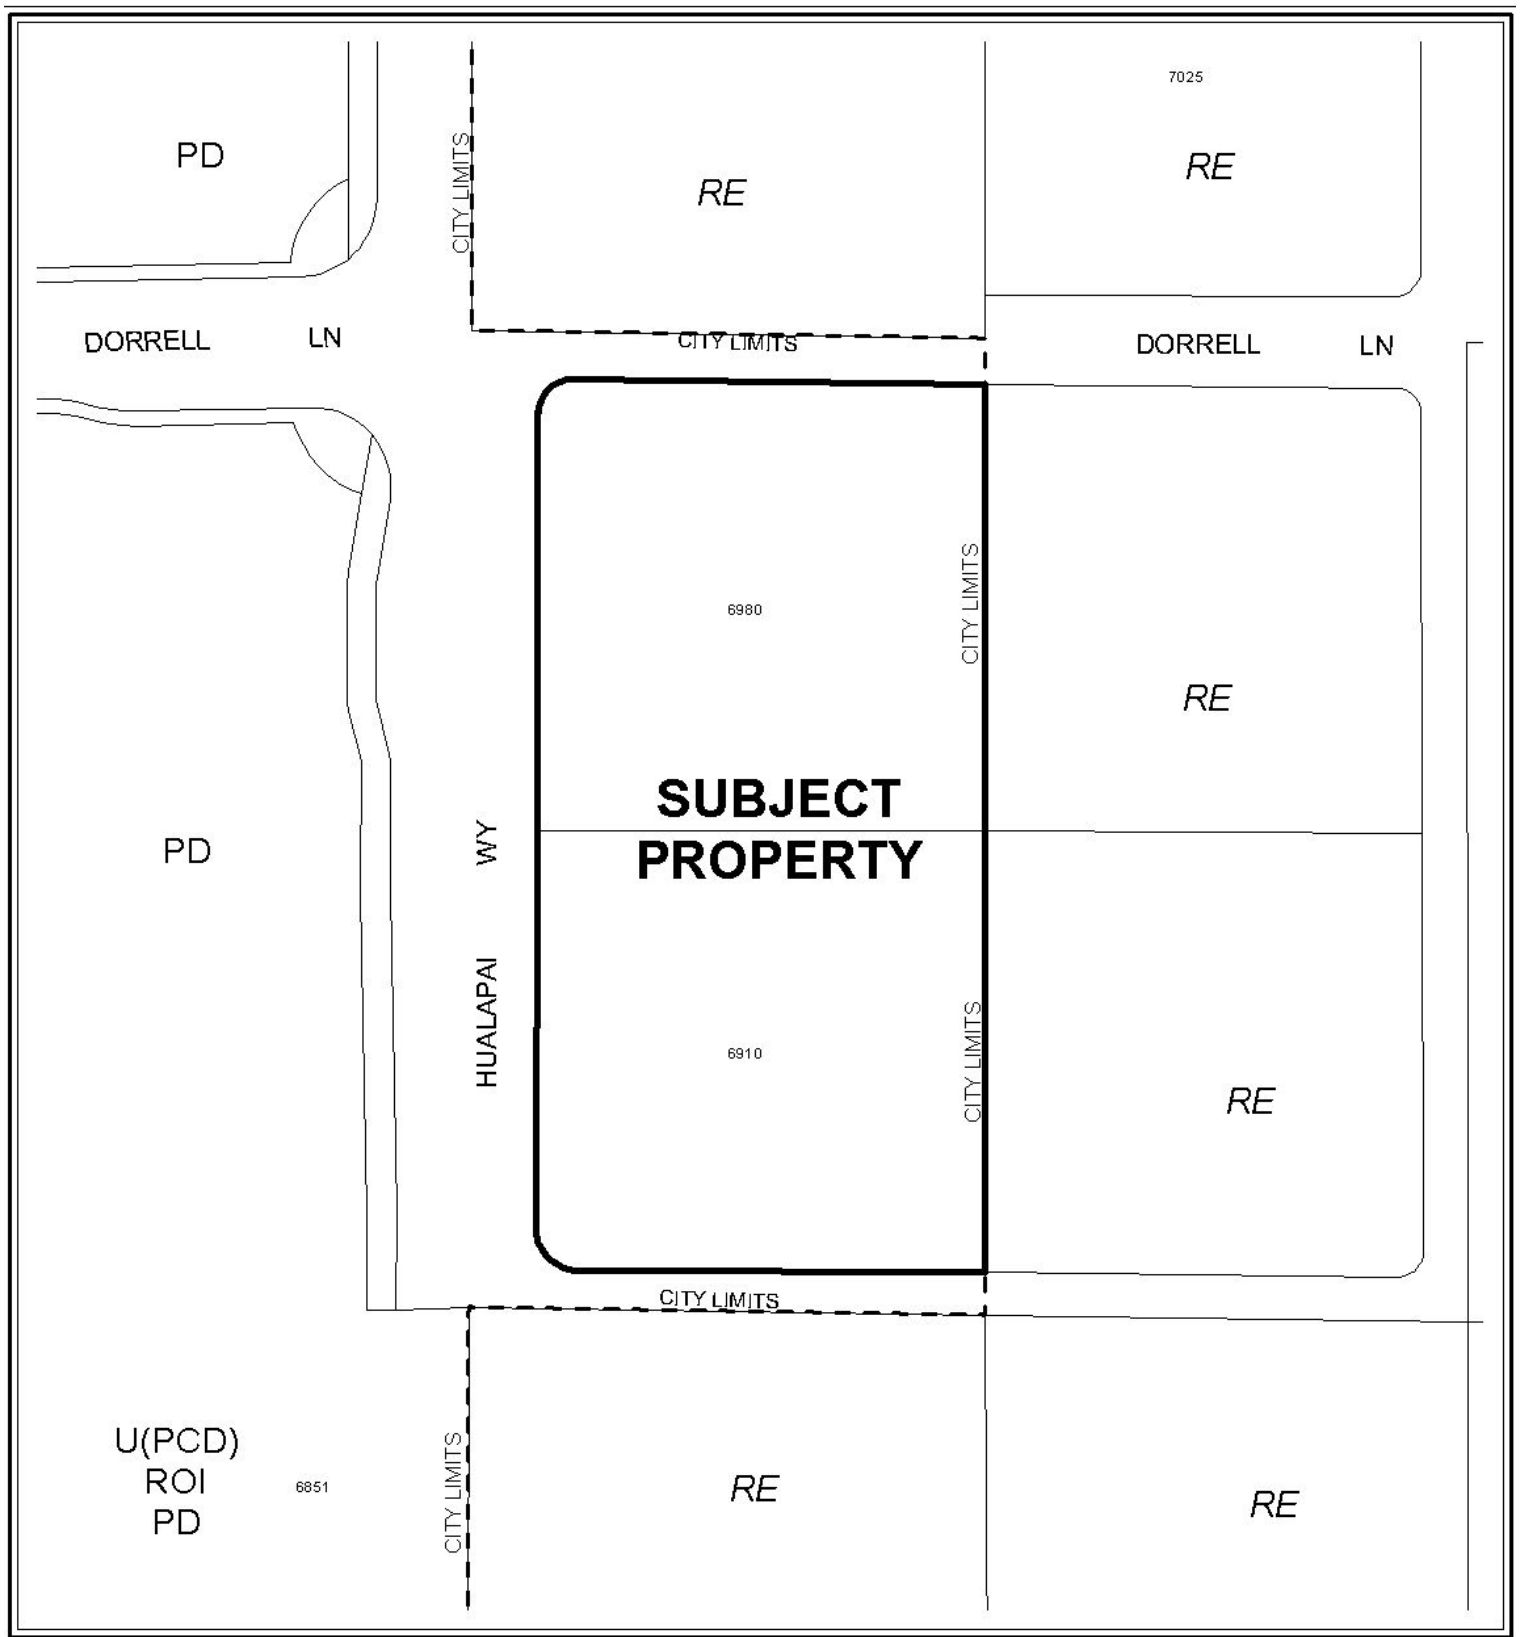 7025
PD
RE
RE
CITY LIMITS
DORRELL LN
CITY LIMITS
DORRELL LN
6980
CITY LIMITS
RE
SUBJECT
PROPERTY
PD
HUALAPAI WY
6910
CITY LIMITS
RE
CITY LIMITS
U(PCD)
ROI
PD
6851
CITY LIMITS
RE
RE